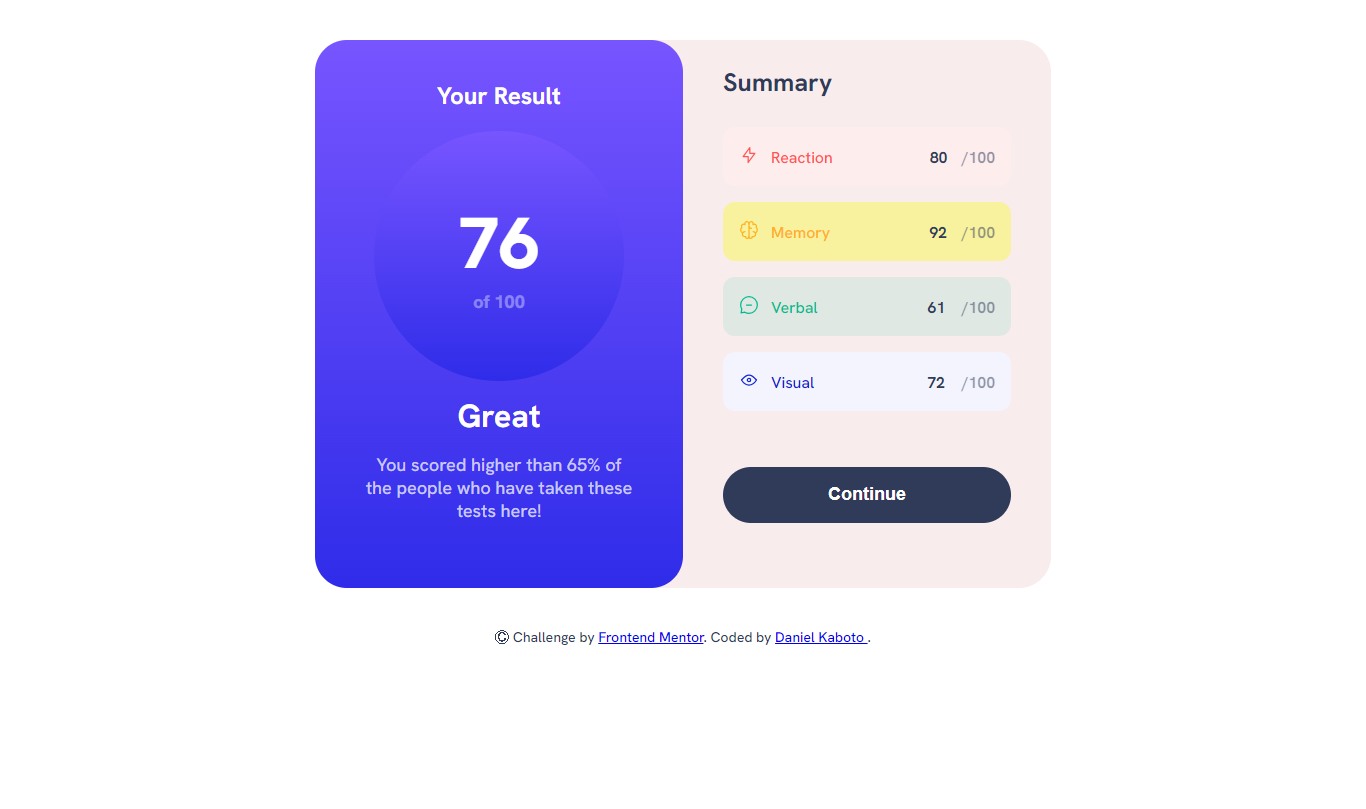 Your Result
76
of 100
Great
You scored higher than 65% of
the people who have taken these
tests here!
Summary
Reaction 80 /100
Memory 92 /100
Verbal 61 /100
Visual 72 /100
Continue
© Challenge by Frontend Mentor. Coded by Daniel Kaboto .